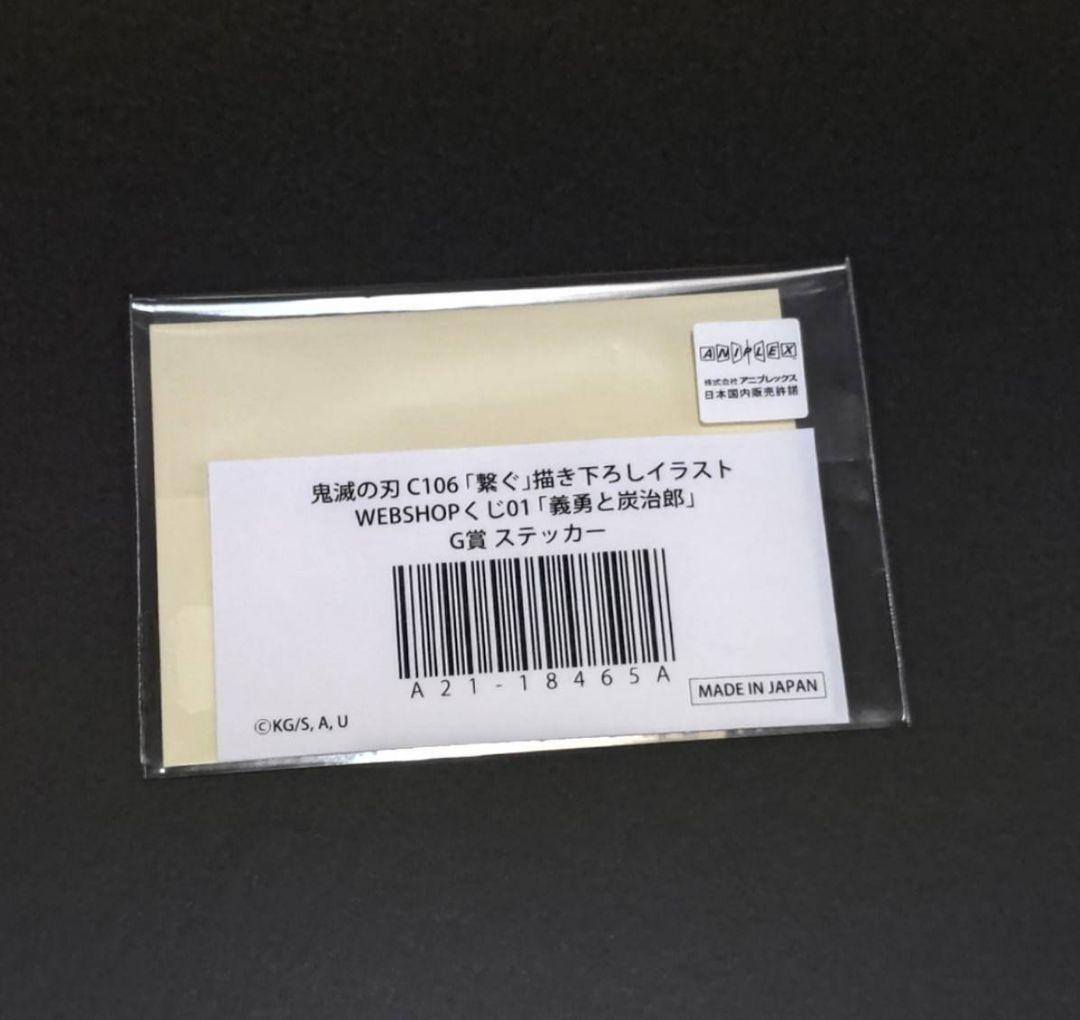 ANIPLEX
株式会社アニプレックス
日本国内販売許諾
鬼滅の刃 C106「繋ぐ」描き下ろしイラスト
WEBSHOPくじ01「義勇と炭治郎」
G賞 ステッカー
A21-18465A
MADE IN JAPAN
©KG/S, A, U